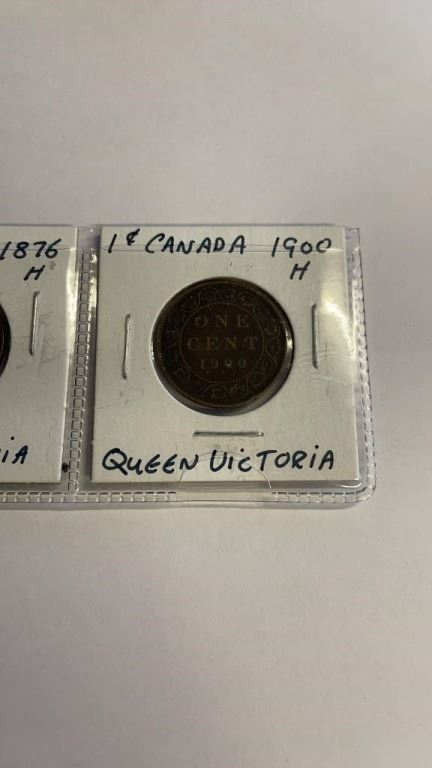 1876
H
iA
1¢ CANADA 1900
H
ONE
CENT
1900
QUEEN VicTORiA